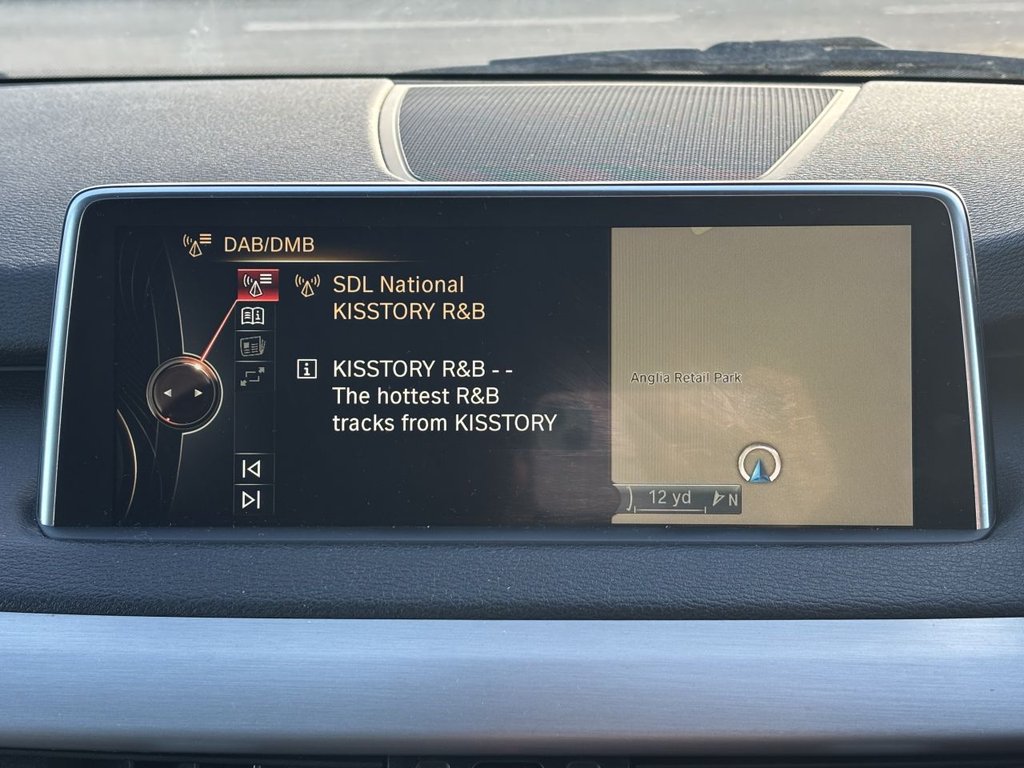 DAB/DMB
SDL National
KISSTORY R&B
KISSTORY R&B - -
The hottest R&B
tracks from KISSTORY
Anglia Retail Park
12 yd
N